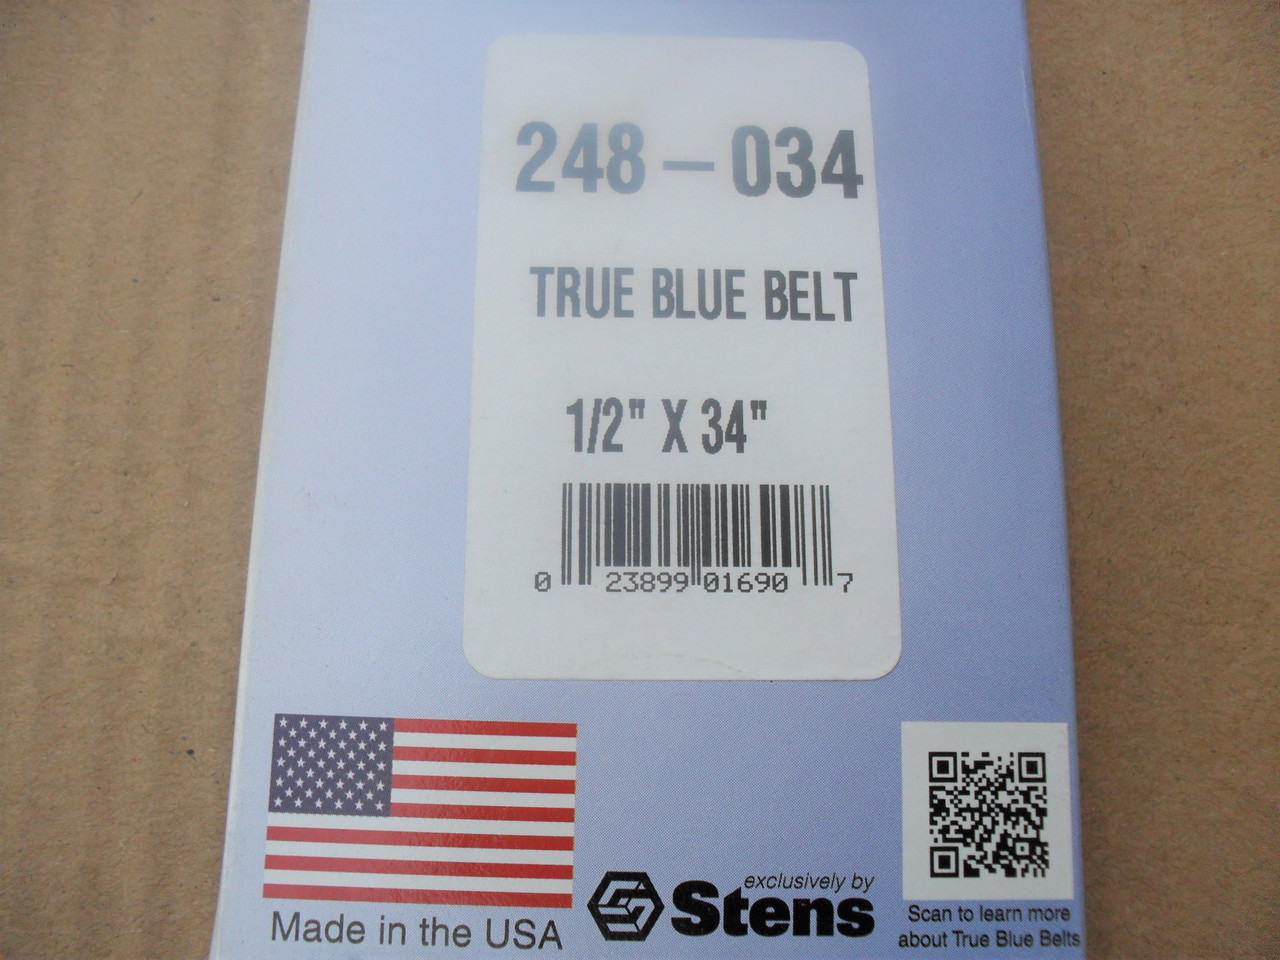 248-034
TRUE BLUE BELT
1/2" X 34"
0 23899 01690 7
Made in the USA
exclusively by
Stens
Scan to learn more
about True Blue Belts